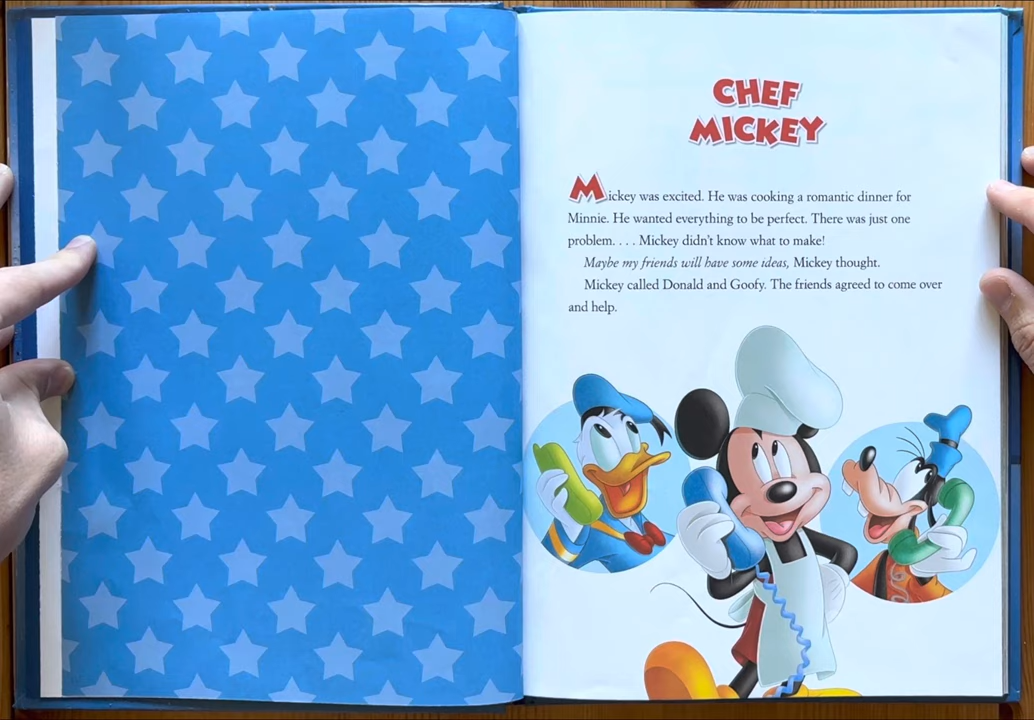 CHEF
MICKEY
Mickey was excited. He was cooking a romantic dinner for
Minnie. He wanted everything to be perfect. There was just one
problem. . . . Mickey didn’t know what to make!
Maybe my friends will have some ideas, Mickey thought.
Mickey called Donald and Goofy. The friends agreed to come over
and help.